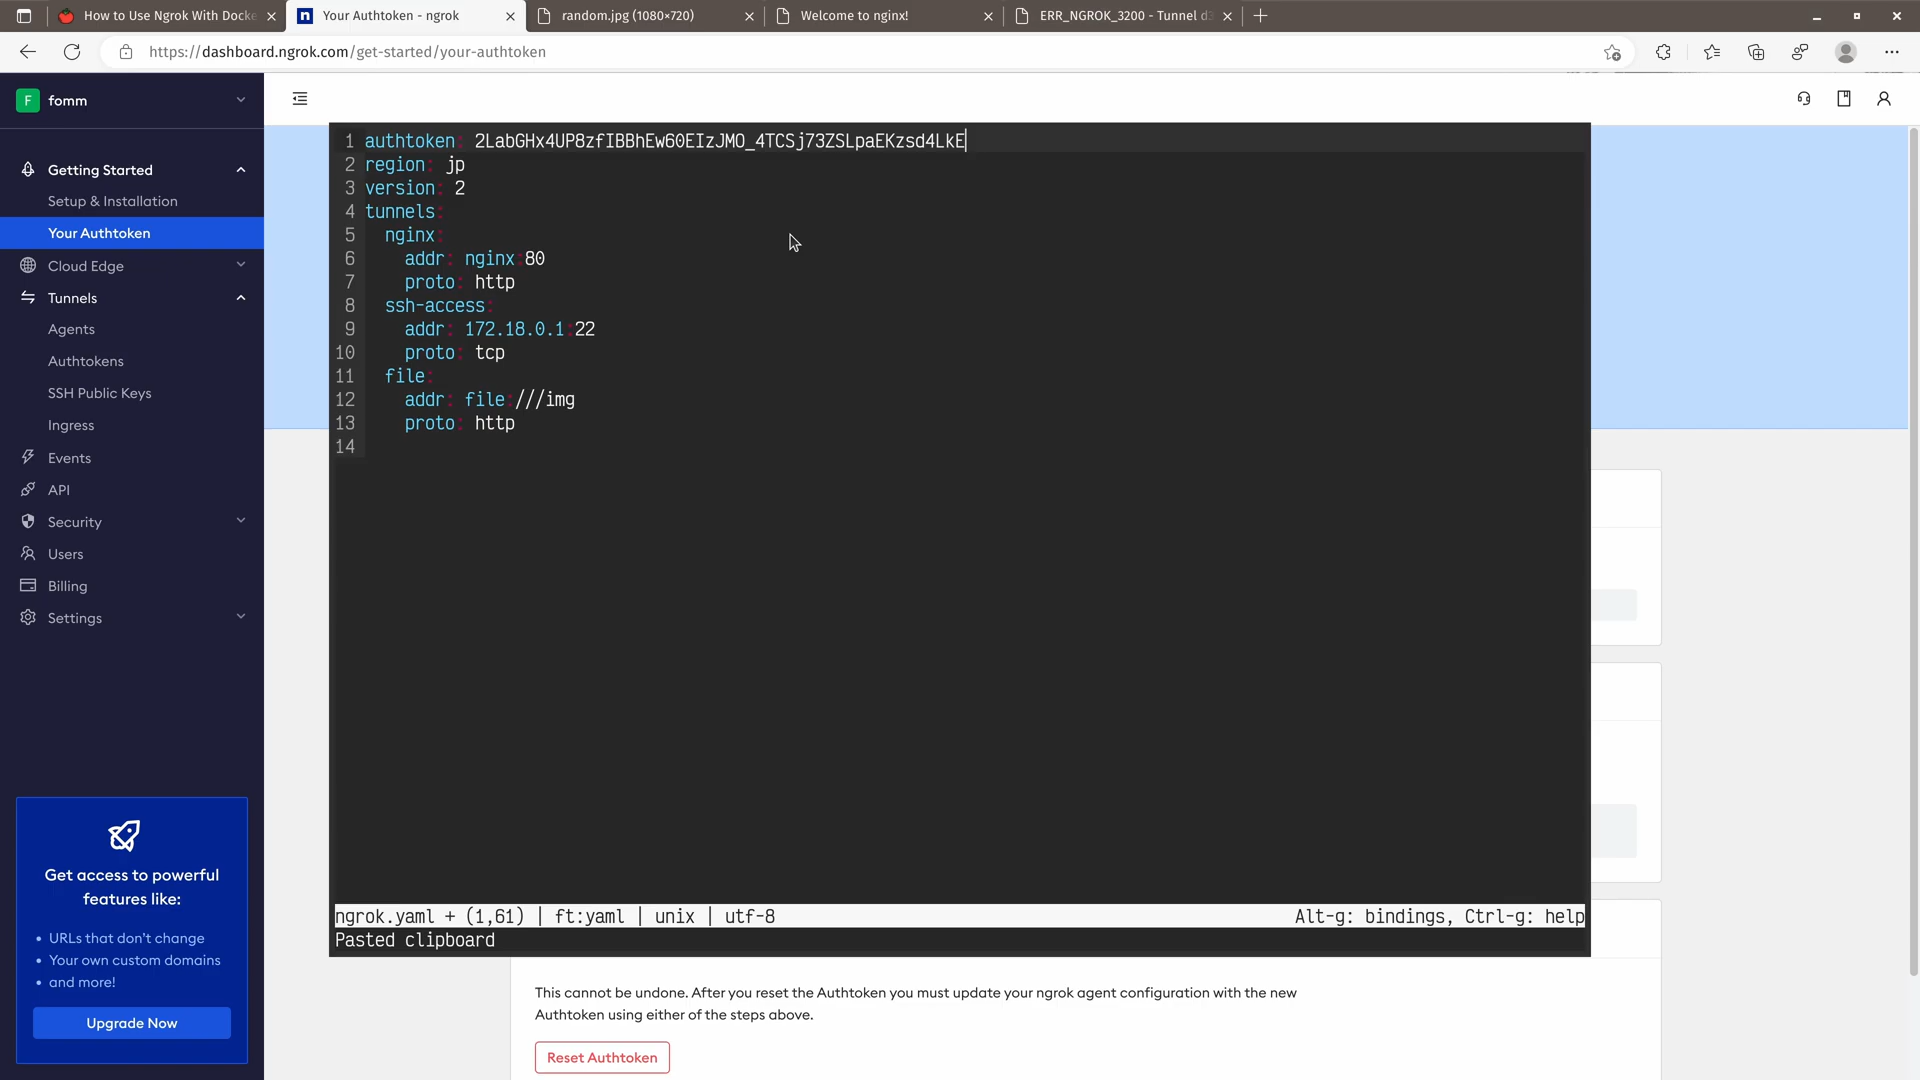 How to Use Ngrok With Docke
Your Authtoken - ngrok
random.jpg (1080×720)
Welcome to nginx!
ERR_NGROK_3200 - Tunnel d
https://dashboard.ngrok.com/get-started/your-authtoken
F fomm
Getting Started
Setup & Installation
Your Authtoken
Cloud Edge
Tunnels
Agents
Authtokens
SSH Public Keys
Ingress
Events
API
Security
Users
Billing
Settings
Get access to powerful
features like:
• URLs that don't change
• Your own custom domains
• and more!
Upgrade Now
1 authtoken: 2LabGHx4UP8zfIBBhEw60EIzJMO_4TCSj73ZSLpaEKzsd4LkE
2 region: jp
3 version: 2
4 tunnels:
5 nginx:
6 addr: nginx:80
7 proto: http
8 ssh-access:
9 addr: 172.18.0.1:22
10 proto: tcp
11 file:
12 addr: file:///img
13 proto: http
14
ngrok.yaml + (1,61) | ft:yaml | unix | utf-8 Alt-g: bindings, Ctrl-g: help
Pasted clipboard
This cannot be undone. After you reset the Authtoken you must update your ngrok agent configuration with the new
Authtoken using either of the steps above.
Reset Authtoken